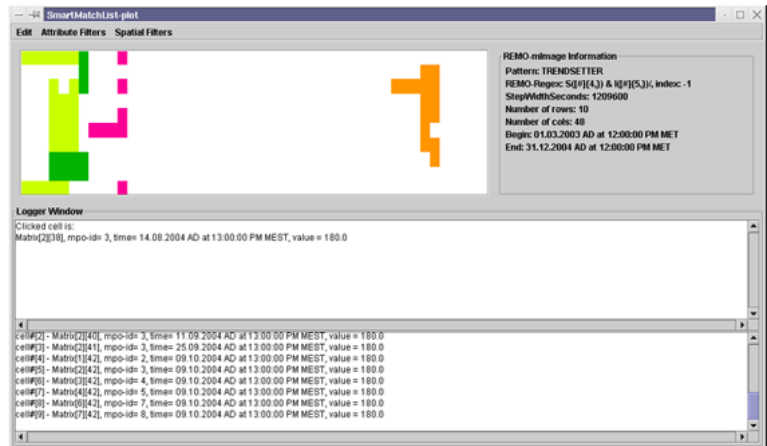 SmartMatchList-plot
Edit Attribute Filters Spatial Filters
REMO-mImage Information
Pattern: TRENDSETTER
REMO-Regex: S([#]{4,}) & I([#]{5,})/, index: -1
StepWidthSeconds: 1209600
Number of rows: 10
Number of cols: 48
Begin: 01.03.2003 AD at 12:00:00 PM MET
End: 31.12.2004 AD at 12:00:00 PM MET
Logger Window
Clicked cell is:
Matrix[2][38], mpo-id= 3, time= 14.08.2004 AD at 13:00:00 PM MEST, value = 180.0
cell#[2] - Matrix[2][40], mpo-id= 3, time= 11.09.2004 AD at 13:00:00 PM MEST, value = 180.0
cell#[3] - Matrix[2][41], mpo-id= 3, time= 25.09.2004 AD at 13:00:00 PM MEST, value = 180.0
cell#[4] - Matrix[1][42], mpo-id= 2, time= 09.10.2004 AD at 13:00:00 PM MEST, value = 180.0
cell#[5] - Matrix[2][42], mpo-id= 3, time= 09.10.2004 AD at 13:00:00 PM MEST, value = 180.0
cell#[6] - Matrix[3][42], mpo-id= 4, time= 09.10.2004 AD at 13:00:00 PM MEST, value = 180.0
cell#[7] - Matrix[4][42], mpo-id= 5, time= 09.10.2004 AD at 13:00:00 PM MEST, value = 180.0
cell#[8] - Matrix[6][42], mpo-id= 7, time= 09.10.2004 AD at 13:00:00 PM MEST, value = 180.0
cell#[9] - Matrix[7][42], mpo-id= 8, time= 09.10.2004 AD at 13:00:00 PM MEST, value = 180.0